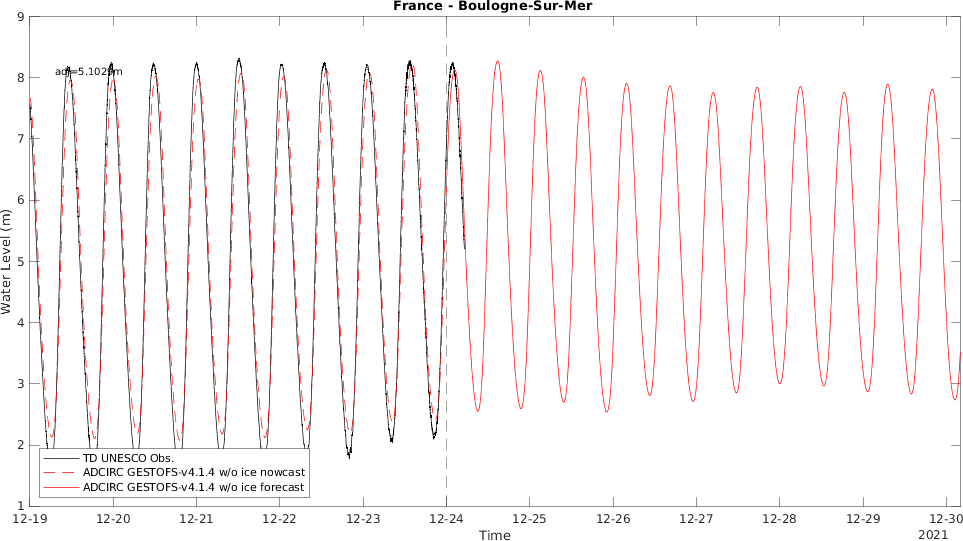 France - Boulogne-Sur-Mer
9
8
7
6
5
4
3
2
1
Water Level (m)
adj=5.1029m
TD UNESCO Obs.
ADCIRC GESTOFS-v4.1.4 w/o ice nowcast
ADCIRC GESTOFS-v4.1.4 w/o ice forecast
12-19 12-20 12-21 12-22 12-23 12-24 12-25 12-26 12-27 12-28 12-29 12-30
Time
2021